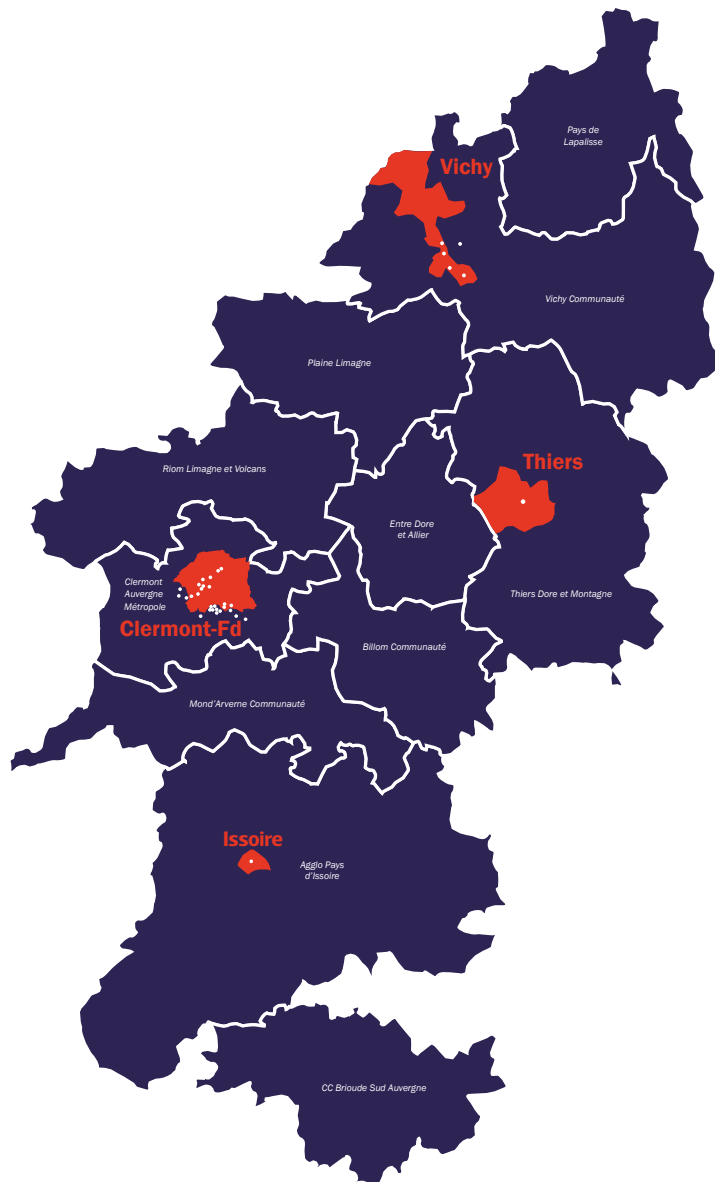 Pays de
Lapalisse
Vichy
Vichy Communauté
Plaine Limagne
Thiers
Riom Limagne et Volcans
Entre Dore
et Allier
Clermont
Auvergne
Métropole
Thiers Dore et Montagne
Clermont-Fd
Billom Communauté
Mond'Arverne Communauté
Issoire
Agglo Pays
d'Issoire
CC Brioude Sud Auvergne